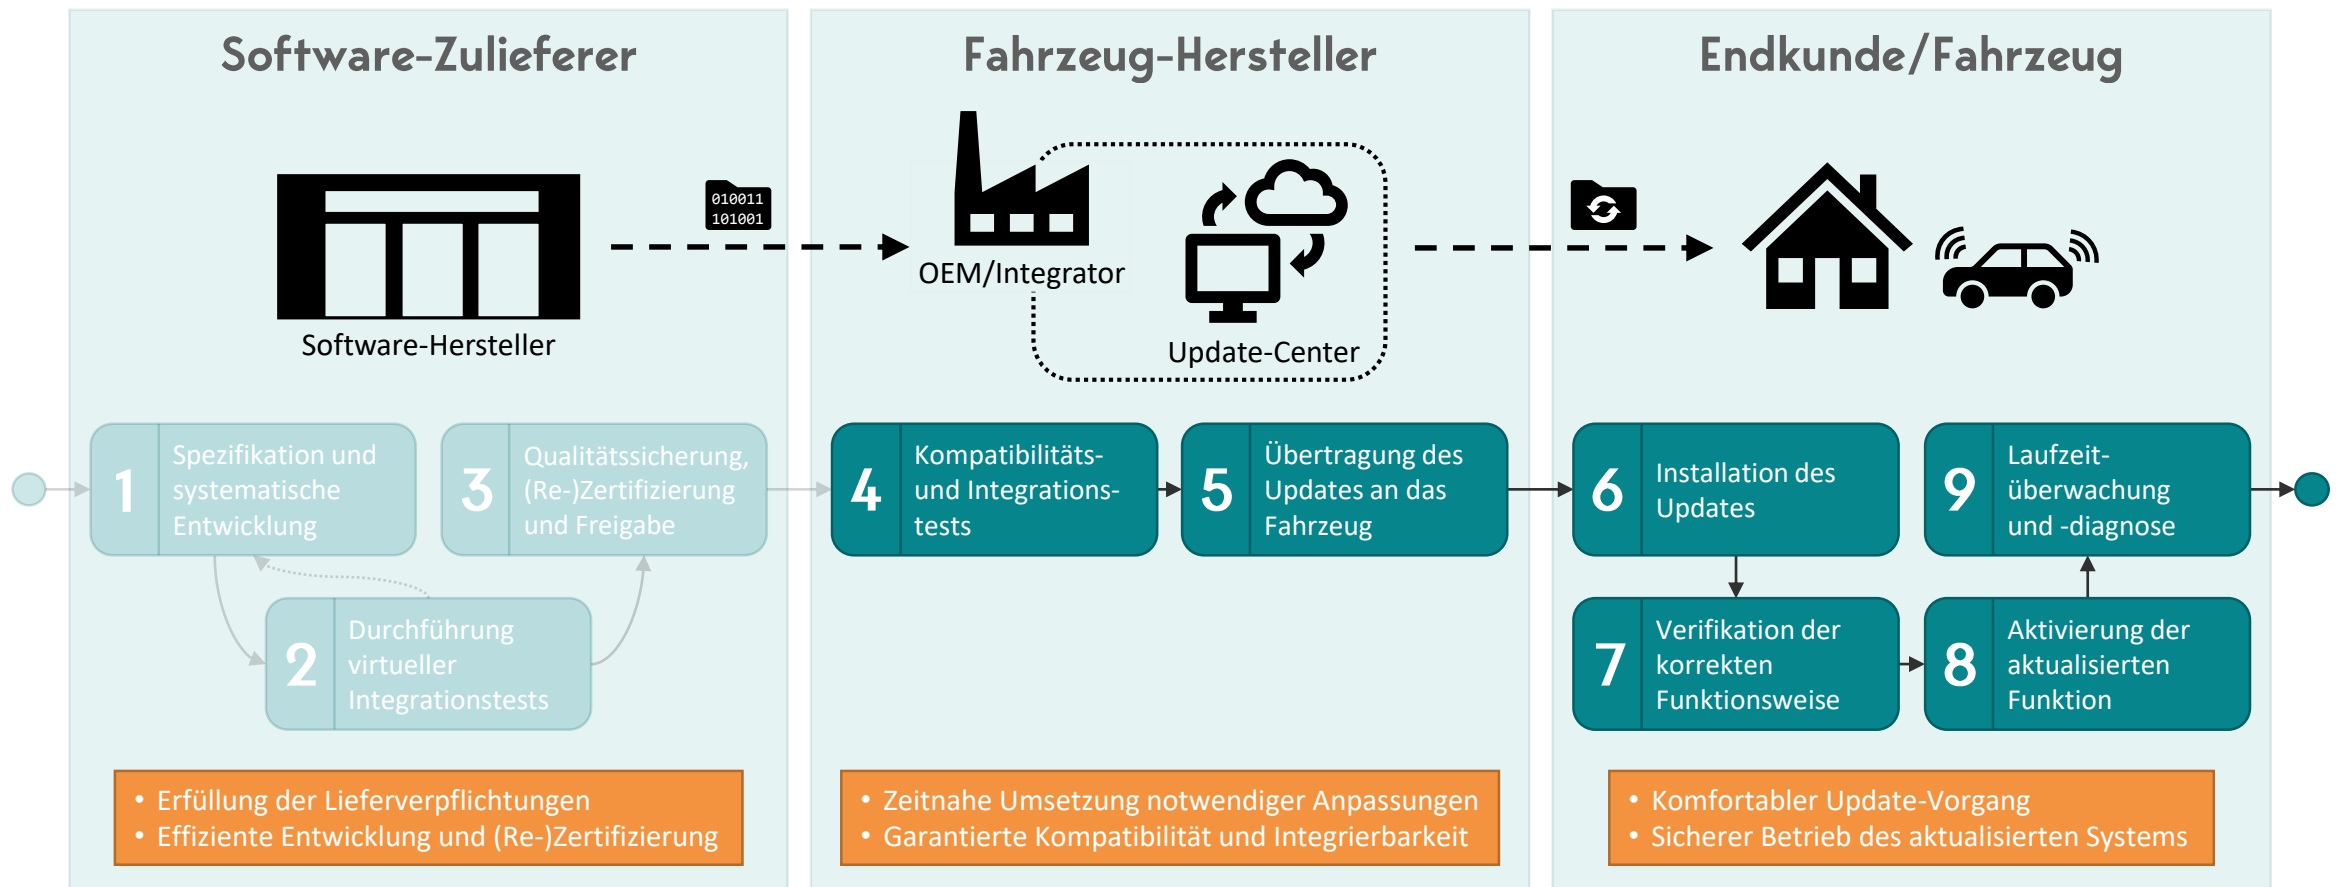 Software-Zulieferer
010011
101001
Software-Hersteller
1
Spezifikation und
systematische
Entwicklung
2
Durchführung
virtueller
Integrationstests
3
Qualitätssicherung,
(Re-)Zertifizierung
und Freigabe
• Erfüllung der Lieferverpflichtungen
• Effiziente Entwicklung und (Re-)Zertifizierung
Fahrzeug-Hersteller
OEM/Integrator
Update-Center
4
Kompatibilitäts-
und Integrations-
tests
5
Übertragung des
Updates an das
Fahrzeug
• Zeitnahe Umsetzung notwendiger Anpassungen
• Garantierte Kompatibilität und Integrierbarkeit
Endkunde/Fahrzeug
6
Installation des
Updates
7
Verifikation der
korrekten
Funktionsweise
8
Aktivierung der
aktualisierten
Funktion
9
Laufzeit-
überwachung
und -diagnose
• Komfortabler Update-Vorgang
• Sicherer Betrieb des aktualisierten Systems